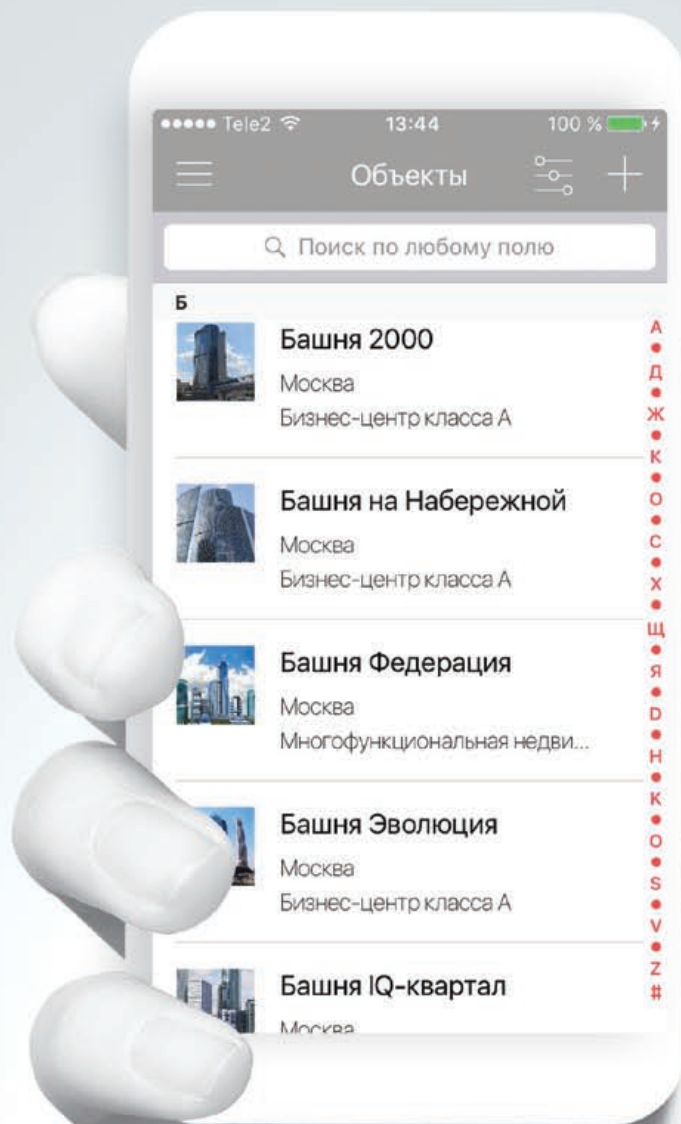 Tele2 13:44 100 %
Объекты
Поиск по любому полю
Б
Башня 2000
Москва
Бизнес-центр класса А
Башня на Набережной
Москва
Бизнес-центр класса А
Башня Федерация
Москва
Многофункциональная недви...
Башня Эволюция
Москва
Бизнес-центр класса А
Башня IQ-квартал
Москва
А
Д
Ж
К
О
С
Х
Щ
Я
D
H
K
O
S
V
Z
#